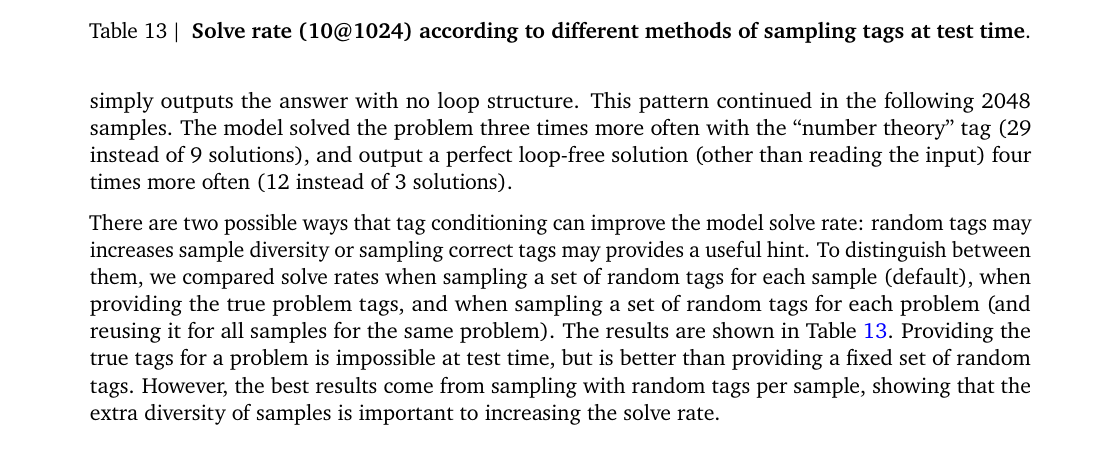 Table 13 | Solve rate (10@1024) according to different methods of sampling tags at test time.
simply outputs the answer with no loop structure. This pattern continued in the following 2048
samples. The model solved the problem three times more often with the “number theory” tag (29
instead of 9 solutions), and output a perfect loop-free solution (other than reading the input) four
times more often (12 instead of 3 solutions).
There are two possible ways that tag conditioning can improve the model solve rate: random tags may
increases sample diversity or sampling correct tags may provides a useful hint. To distinguish between
them, we compared solve rates when sampling a set of random tags for each sample (default), when
providing the true problem tags, and when sampling a set of random tags for each problem (and
reusing it for all samples for the same problem). The results are shown in Table 13. Providing the
true tags for a problem is impossible at test time, but is better than providing a fixed set of random
tags. However, the best results come from sampling with random tags per sample, showing that the
extra diversity of samples is important to increasing the solve rate.